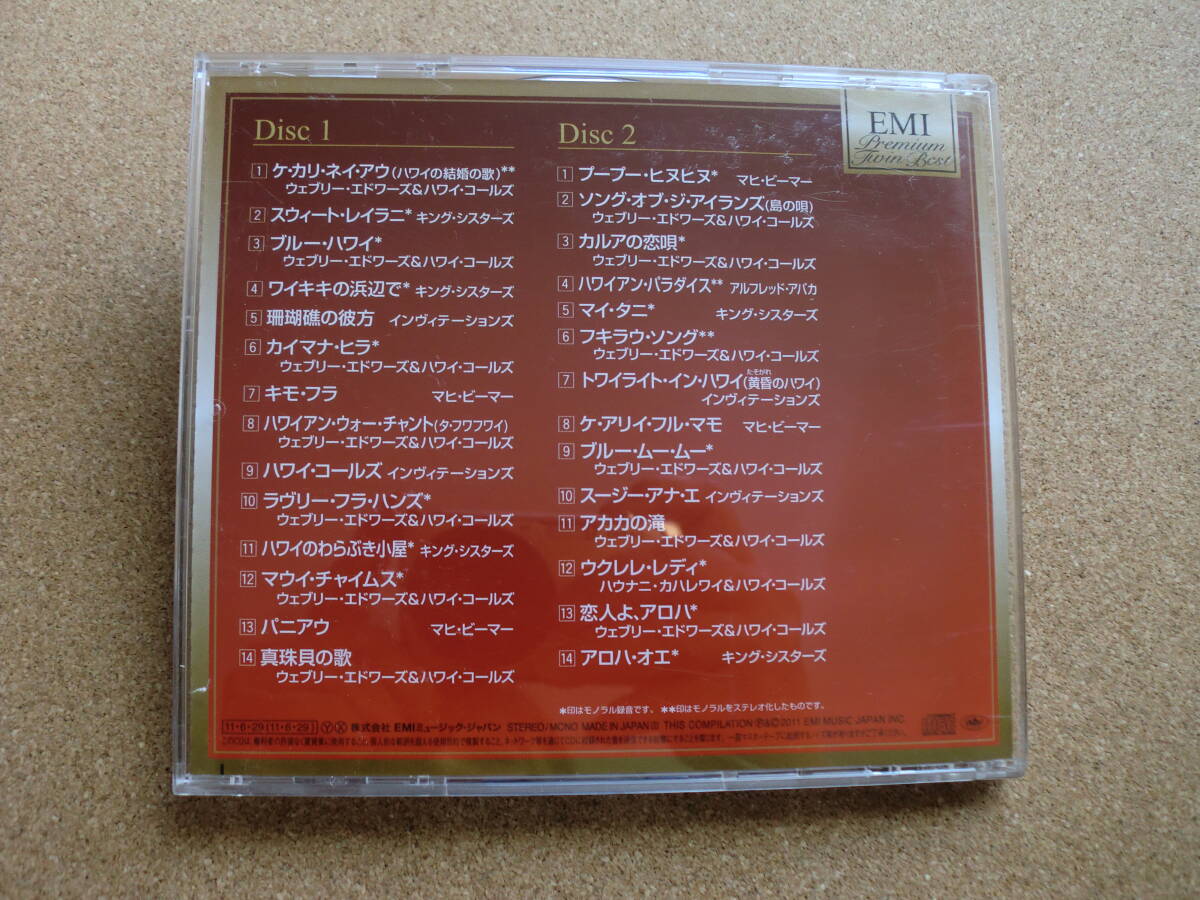 EMI
Premium
Twin Best
Disc 1
1 ケ・カリ・ネイ・アウ(ハワイの結婚の歌)**
ウェブリー・エドワーズ&ハワイ・コールズ
2 スウィート・レイラニ* キング・シスターズ
3 ブルー・ハワイ*
ウェブリー・エドワーズ&ハワイ・コールズ
4 ワイキキの浜辺で* キング・シスターズ
5 珊瑚礁の彼方 インヴィテーションズ
6 カイマナ・ヒラ*
ウェブリー・エドワーズ&ハワイ・コールズ
7 キモ・フラ マヒ・ビーマー
8 ハワイアン・ウォー・チャント(タ・フワフワイ)
ウェブリー・エドワーズ&ハワイ・コールズ
9 ハワイ・コールズ インヴィテーションズ
10 ラヴリー・フラ・ハンズ*
ウェブリー・エドワーズ&ハワイ・コールズ
11 ハワイのわらぶき小屋* キング・シスターズ
12 マウイ・チャイムス*
ウェブリー・エドワーズ&ハワイ・コールズ
13 パニアウ マヒ・ビーマー
14 真珠貝の歌
ウェブリー・エドワーズ&ハワイ・コールズ
Disc 2
1 プープー・ヒヌヒヌ* マヒ・ビーマー
2 ソング・オブ・ジ・アイランズ(島の唄)
ウェブリー・エドワーズ&ハワイ・コールズ
3 カルアの恋唄*
ウェブリー・エドワーズ&ハワイ・コールズ
4 ハワイアン・パラダイス** アルフレッド・アパカ
5 マイ・タニ* キング・シスターズ
6 フキラウ・ソング**
ウェブリー・エドワーズ&ハワイ・コールズ
たそがれ
7 トワイライト・イン・ハワイ(黄昏のハワイ)
インヴィテーションズ
8 ケ・アリイ・フル・マモ マヒ・ビーマー
9 ブルー・ムー・ムー*
ウェブリー・エドワーズ&ハワイ・コールズ
10 スージー・アナ・エ インヴィテーションズ
11 アカカの滝
ウェブリー・エドワーズ&ハワイ・コールズ
12 ウクレレ・レディ*
ハウナニ・カハレワイ&ハワイ・コールズ
13 恋人よ、アロハ*
ウェブリー・エドワーズ&ハワイ・コールズ
14 アロハ・オエ* キング・シスターズ
*印はモノラル録音です。 **印はモノラルをステレオ化したものです。
11・6・29 (11・6・29) Y X 株式会社 EMIミュージック・ジャパン STEREO/MONO MADE IN JAPAN THIS COMPILATION Ⓟ&© 2011 EMI MUSIC JAPAN INC.